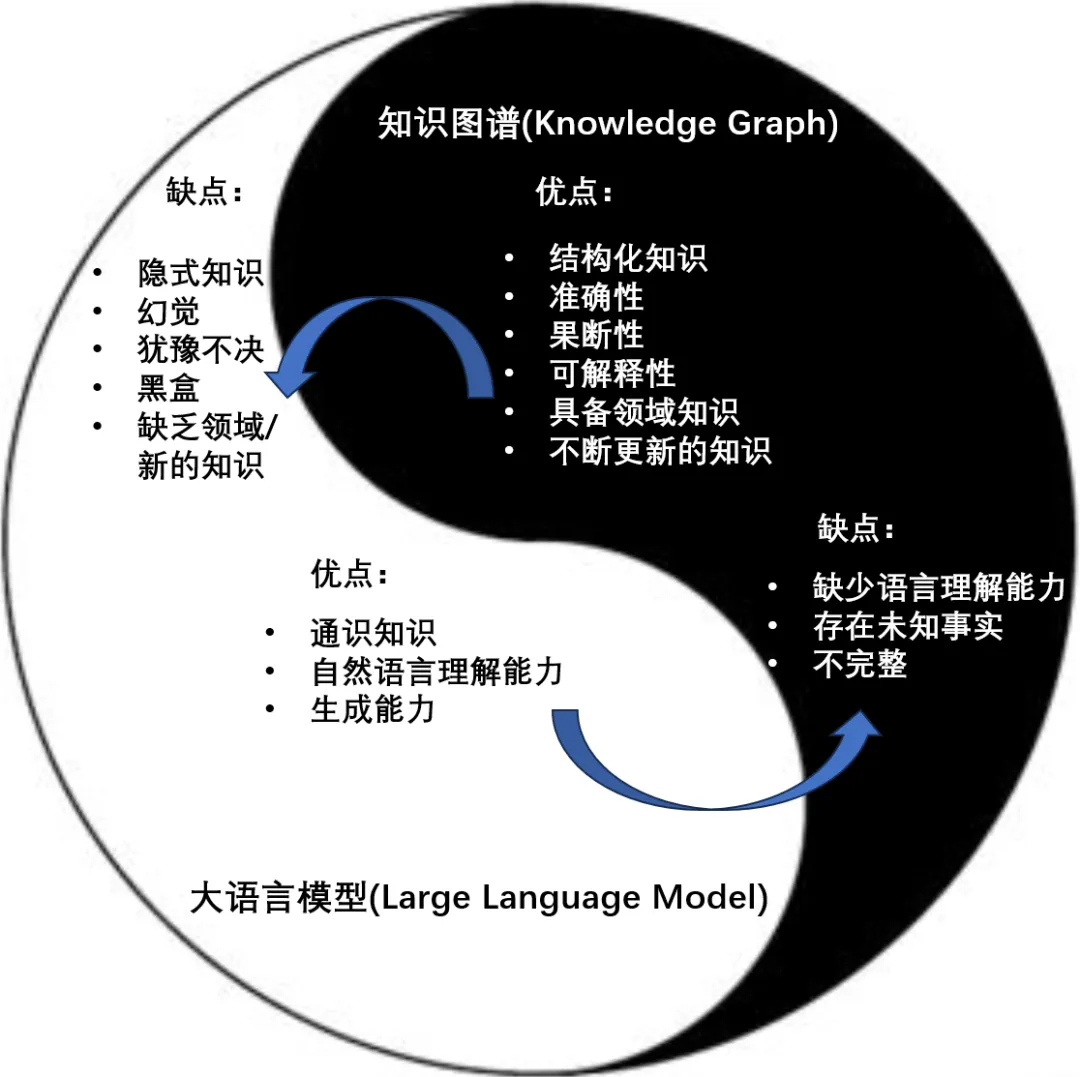 知识图谱(Knowledge Graph)
缺点：
• 隐式知识
• 幻觉
• 犹豫不决
• 黑盒
• 缺乏领域/
新的知识
优点：
• 结构化知识
• 准确性
• 果断性
• 可解释性
• 具备领域知识
• 不断更新的知识
优点：
• 通识知识
• 自然语言理解能力
• 生成能力
缺点：
• 缺少语言理解能力
• 存在未知事实
• 不完整
大语言模型(Large Language Model)